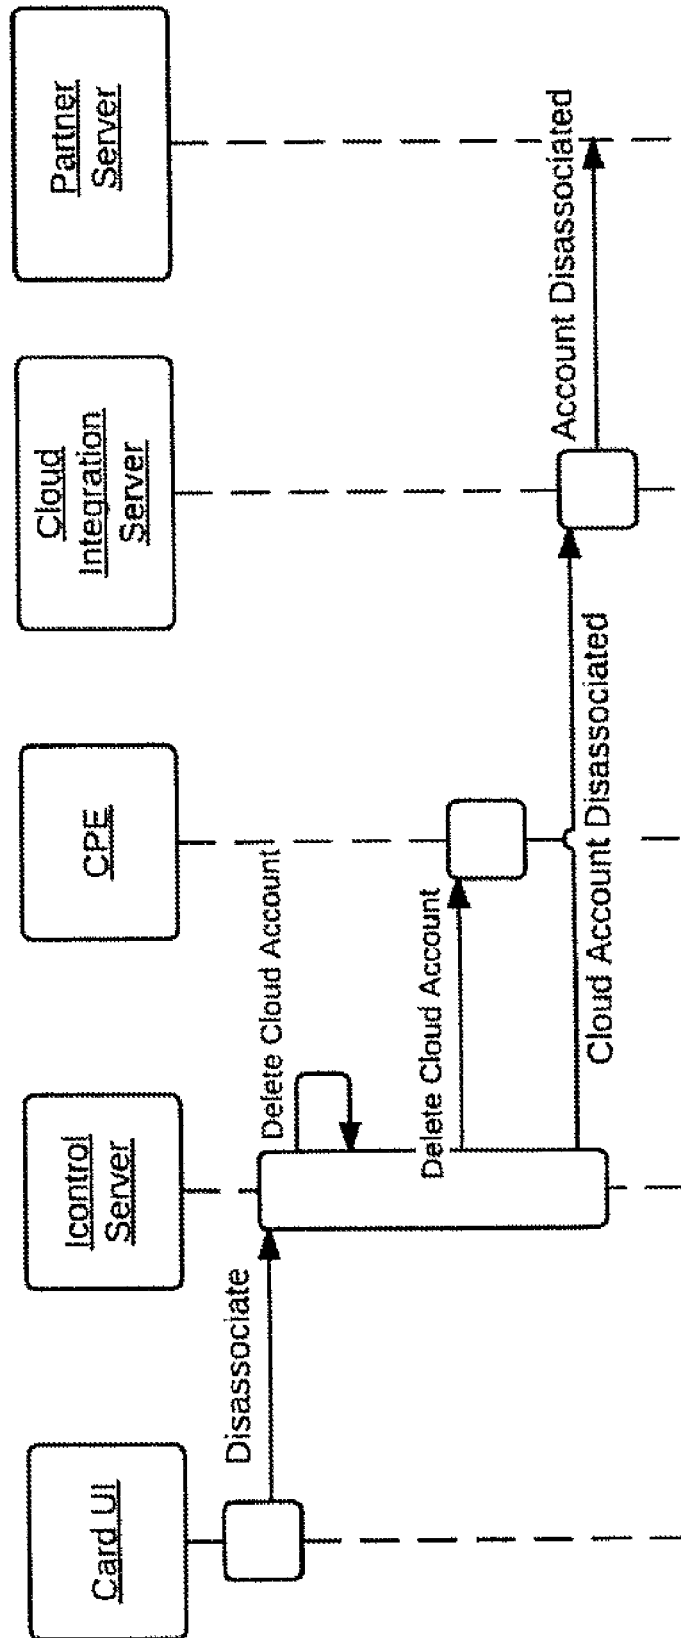 Card UI
Icontrol
Server
CPE
Cloud
Integration
Server
Partner
Server
Disassociate
Delete Cloud Account
Delete Cloud Account
Cloud Account Disassociated
Account Disassociated